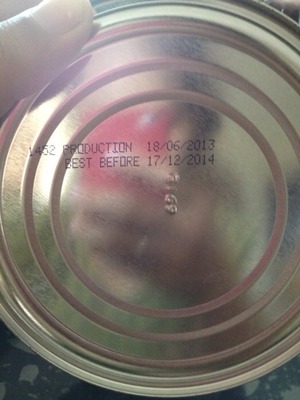 1452 PRODUCTION 18/06/2013
BEST BEFORE 17/12/2014